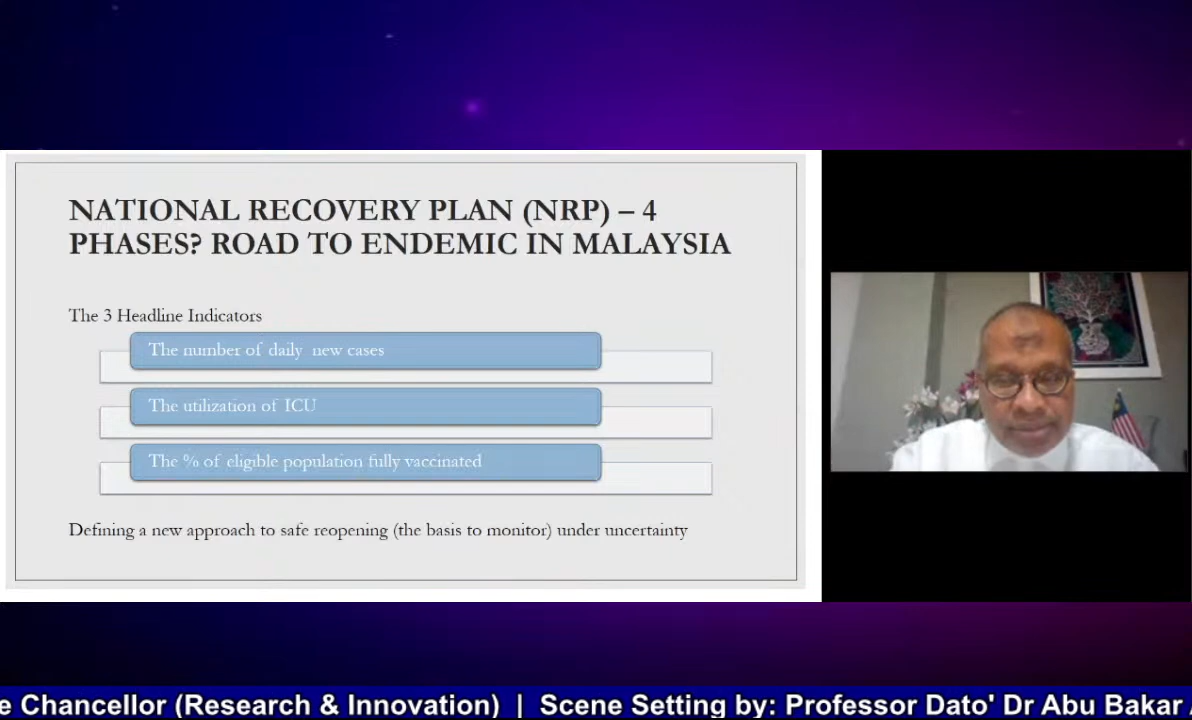 NATIONAL RECOVERY PLAN (NRP) – 4
PHASES? ROAD TO ENDEMIC IN MALAYSIA
The 3 Headline Indicators
The number of daily new cases
The utilization of ICU
The % of eligible population fully vaccinated
Defining a new approach to safe reopening (the basis to monitor) under uncertainty
e Chancellor (Research & Innovation) | Scene Setting by: Professor Dato' Dr Abu Bakar